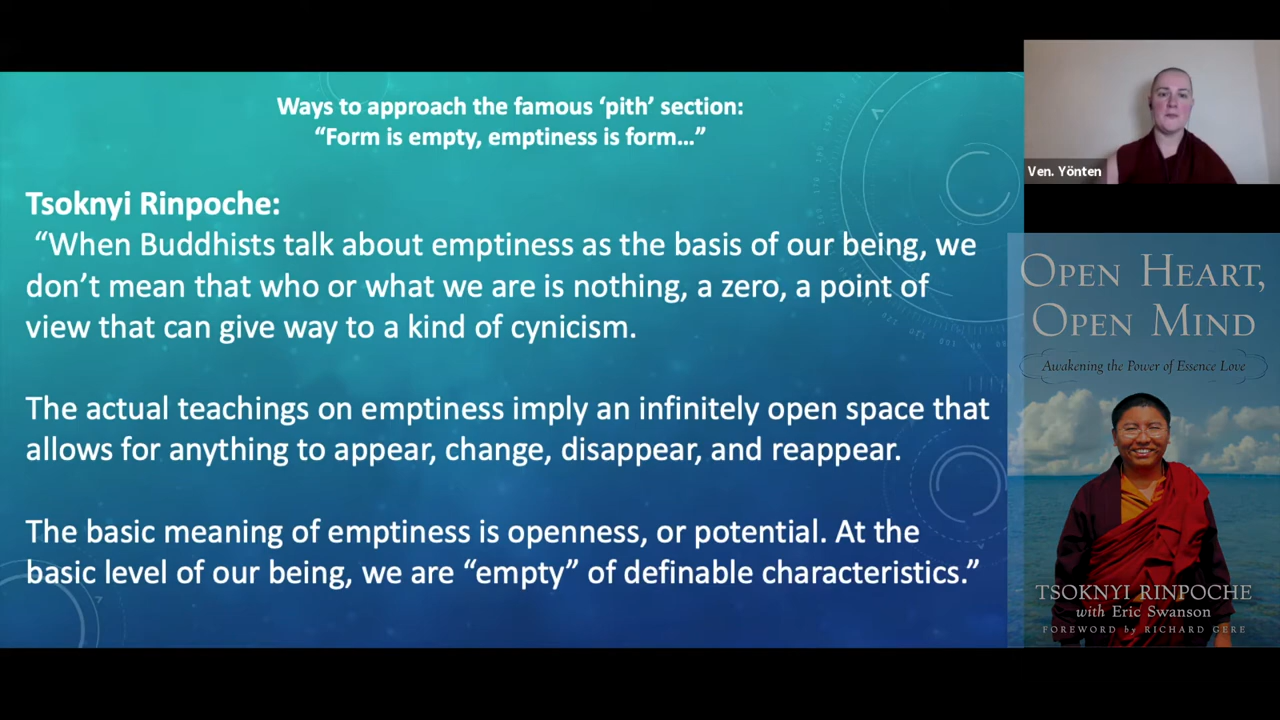 Ways to approach the famous ‘pith’ section:
“Form is empty, emptiness is form…”
Tsoknyi Rinpoche:
“When Buddhists talk about emptiness as the basis of our being, we
don’t mean that who or what we are is nothing, a zero, a point of
view that can give way to a kind of cynicism.
The actual teachings on emptiness imply an infinitely open space that
allows for anything to appear, change, disappear, and reappear.
The basic meaning of emptiness is openness, or potential. At the
basic level of our being, we are “empty” of definable characteristics.”
Ven. Yönten
OPEN HEART,
OPEN MIND
Awakening the Power of Essence Love
TSOKNYI RINPOCHE
with Eric Swanson
FOREWORD by RICHARD GERE